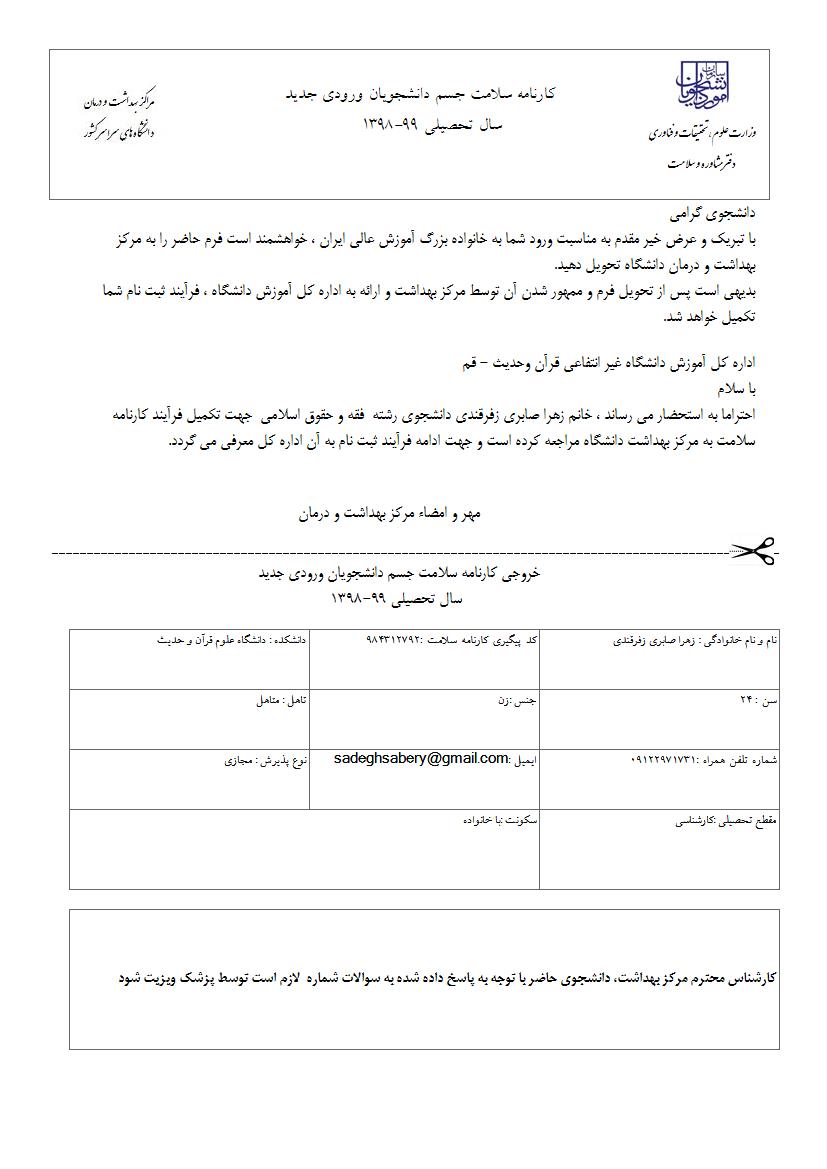 سازمان امور دانشجویان
وزارت علوم، تحقیقات و فناوری
دفتر مشاوره و سلامت
کارنامه سلامت جسم دانشجویان ورودی جدید
سال تحصیلی ۹۹-۱۳۹۸
مراکز بهداشت و درمان
دانشگاه‌های سراسر کشور
دانشجوی گرامی
با تبریک و عرض خیر مقدم به مناسبت ورود شما به خانواده بزرگ آموزش عالی ایران ، خواهشمند است فرم حاضر را به مرکز
بهداشت و درمان دانشگاه تحویل دهید.
بدیهی است پس از تحویل فرم و ممهور شدن آن توسط مرکز بهداشت و ارائه به اداره کل آموزش دانشگاه ، فرآیند ثبت نام شما
تکمیل خواهد شد.
اداره کل آموزش دانشگاه غیر انتفاعی قرآن وحدیث - قم
با سلام
احتراما به استحضار می رساند ، خانم زهرا صابری زفرقندی دانشجوی رشته فقه و حقوق اسلامی جهت تکمیل فرآیند کارنامه
سلامت به مرکز بهداشت دانشگاه مراجعه کرده است و جهت ادامه فرآیند ثبت نام به آن اداره کل معرفی می گردد.
مهر و امضاء مرکز بهداشت و درمان
خروجی کارنامه سلامت جسم دانشجویان ورودی جدید
سال تحصیلی ۹۹-۱۳۹۸
نام و نام خانوادگی : زهرا صابری زفرقندی
کد پیگیری کارنامه سلامت :۹۸۴۳۱۲۷۹۲
دانشکده : دانشگاه علوم قرآن و حدیث
سن : ۲۴
جنس :زن
تاهل : متاهل
شماره تلفن همراه :۰۹۱۲۲۹۷۱۷۳۱
ایمیل :sadeghsabery@gmail.com
نوع پذیرش : مجازی
مقطع تحصیلی :کارشناسی
سکونت :با خانواده
کارشناس محترم مرکز بهداشت، دانشجوی حاضر با توجه به پاسخ داده شده به سوالات شماره لازم است توسط پزشک ویزیت شود